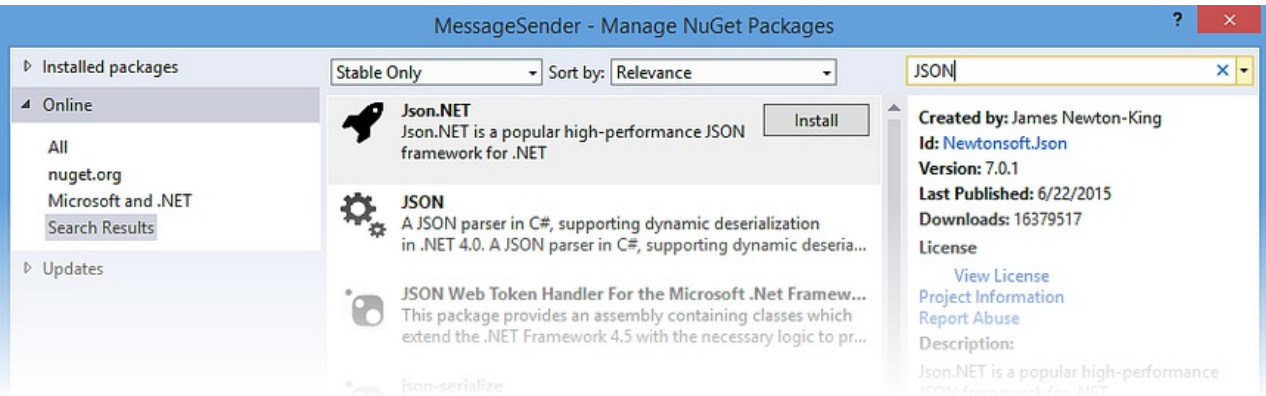 MessageSender - Manage NuGet Packages
?
Installed packages
Online
All
nuget.org
Microsoft and .NET
Search Results
Updates
Stable Only
Sort by: Relevance
Json.NET
Install
Json.NET is a popular high-performance JSON
framework for .NET
JSON
A JSON parser in C#, supporting dynamic deserialization
in .NET 4.0. A JSON parser in C#, supporting dynamic deseria...
JSON Web Token Handler For the Microsoft .Net Framew...
This package provides an assembly containing classes which
extend the .NET Framework 4.5 with the necessary logic to pr...
json-serialize
JSON
Created by: James Newton-King
Id: Newtonsoft.Json
Version: 7.0.1
Last Published: 6/22/2015
Downloads: 16379517
License
View License
Project Information
Report Abuse
Description:
Json.NET is a popular high-performance
JSON framework for .NET